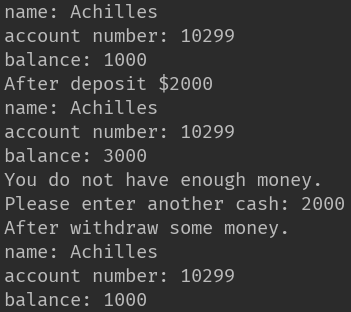 name: Achilles
account number: 10299
balance: 1000
After deposit $2000
name: Achilles
account number: 10299
balance: 3000
You do not have enough money.
Please enter another cash: 2000
After withdraw some money.
name: Achilles
account number: 10299
balance: 1000